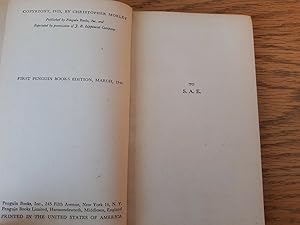 COPYRIGHT, 1919, BY CHRISTOPHER MORLEY
Published by Penguin Books, Inc. and
Reprinted by permission of J. B. Lippincott Company
FIRST PENGUIN BOOKS EDITION, MARCH, 1946
Penguin Books, Inc., 245 Fifth Avenue, New York 16, N. Y.
Penguin Books Limited, Harmondsworth, Middlesex, England
PRINTED IN THE UNITED STATES OF AMERICA
TO
S. A. E.